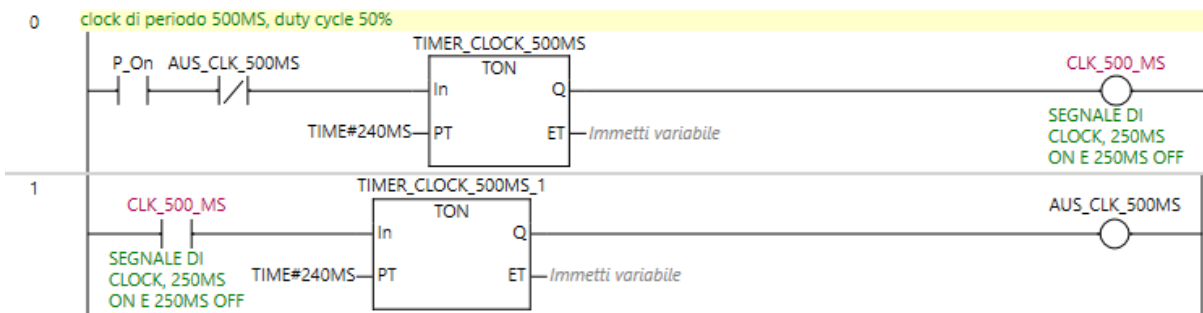 0
clock di periodo 500MS, duty cycle 50%
TIMER_CLOCK_500MS
P_On AUS_CLK_500MS
TON
CLK_500_MS
In
Q
TIME#240MS
PT
ET
Immetti variabile
SEGNALE DI
CLOCK, 250MS
ON E 250MS OFF
1
TIMER_CLOCK_500MS_1
CLK_500_MS
TON
AUS_CLK_500MS
In
Q
SEGNALE DI
CLOCK, 250MS
ON E 250MS OFF
TIME#240MS
PT
ET
Immetti variabile